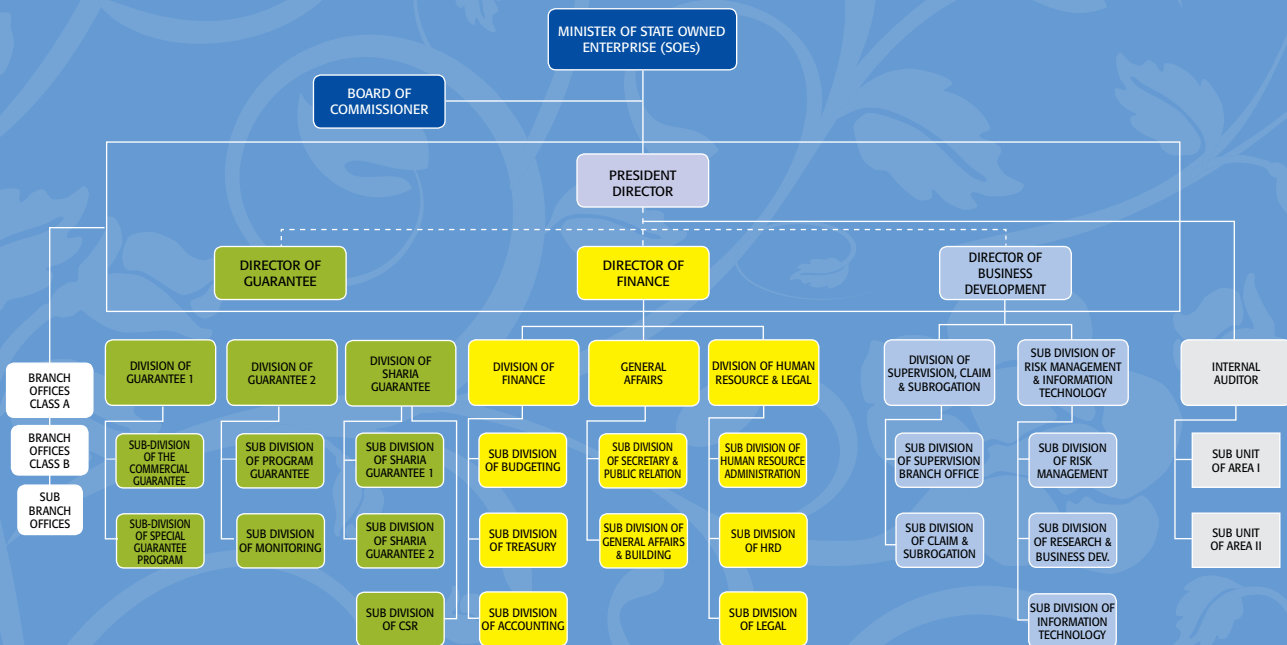 MINISTER OF STATE OWNED
ENTERPRISE (SOEs)
BOARD OF
COMMISSIONER
PRESIDENT
DIRECTOR
DIRECTOR OF
GUARANTEE
DIRECTOR OF
FINANCE
DIRECTOR OF
BUSINESS
DEVELOPMENT
BRANCH
OFFICES
CLASS A
BRANCH
OFFICES
CLASS B
SUB
BRANCH
OFFICES
DIVISION OF
GUARANTEE 1
SUB-DIVISION
OF THE
COMMERCIAL
GUARANTEE
SUB-DIVISION
OF SPECIAL
GUARANTEE
PROGRAM
DIVISION OF
GUARANTEE 2
SUB DIVISION
OF PROGRAM
GUARANTEE
SUB DIVISION
OF MONITORING
DIVISION OF
SHARIA
GUARANTEE
SUB DIVISION
OF SHARIA
GUARANTEE 1
SUB DIVISION
OF SHARIA
GUARANTEE 2
SUB DIVISION
OF CSR
DIVISION OF
FINANCE
SUB DIVISION
OF BUDGETING
SUB DIVISION
OF TREASURY
SUB DIVISION
OF ACCOUNTING
GENERAL
AFFAIRS
SUB DIVISION
OF SECRETARY &
PUBLIC RELATION
SUB DIVISION OF
GENERAL AFFAIRS
& BUILDING
DIVISION OF HUMAN
RESOURCE & LEGAL
SUB DIVISION OF
HUMAN RESOURCE
ADMINISTRATION
SUB DIVISION
OF HRD
SUB DIVISION
OF LEGAL
DIVISION OF
SUPERVISION, CLAIM
& SUBROGATION
SUB DIVISION
OF SUPERVISION
BRANCH OFFICE
SUB DIVISION
OF CLAIM &
SUBROGATION
SUB DIVISION OF
RISK MANAGEMENT
& INFORMATION
TECHNOLOGY
SUB DIVISION
OF RISK
MANAGEMENT
SUB DIVISION
OF RESEARCH &
BUSINESS DEV.
SUB DIVISION OF
INFORMATION
TECHNOLOGY
INTERNAL
AUDITOR
SUB UNIT
OF AREA I
SUB UNIT
OF AREA II